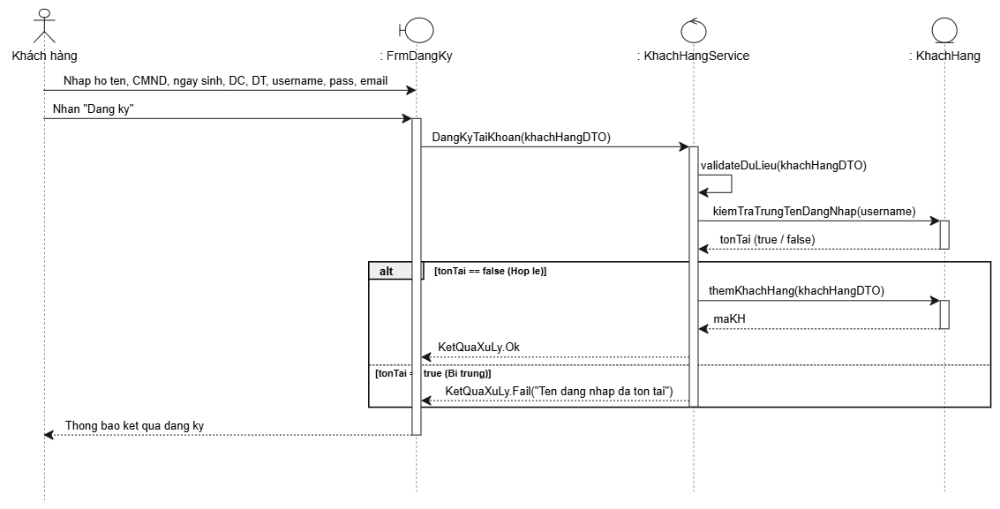 Khách hàng
: FrmDangKy
: KhachHangService
: KhachHang
Nhap ho ten, CMND, ngay sinh, DC, DT, username, pass, email
Nhan "Dang ky"
DangKyTaiKhoan(khachHangDTO)
validateDuLieu(khachHangDTO)
kiemTraTrungTenDangNhap(username)
tonTai (true / false)
alt
[tonTai == false (Hop le)]
themKhachHang(khachHangDTO)
maKH
KetQuaXuLy.Ok
[tonTai = true (Bi trung)]
KetQuaXuLy.Fail("Ten dang nhap da ton tai")
Thong bao ket qua dang ky